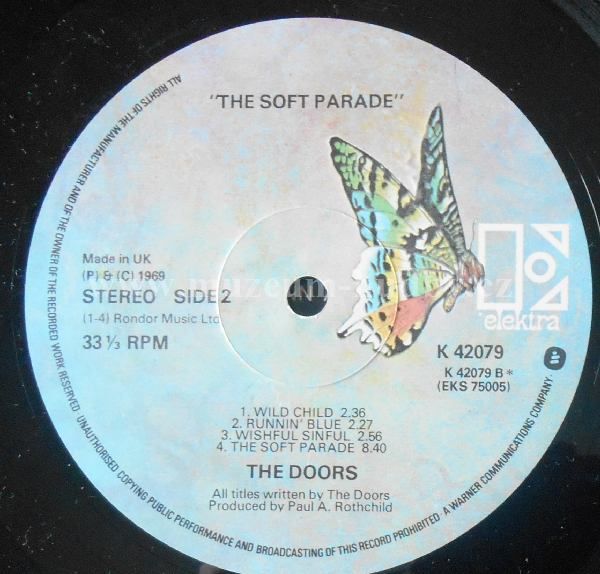 "THE SOFT PARADE"
Made in UK
(P) & (C) 1969
STEREO SIDE 2
(1-4) Rondor Music Ltd
33 1/3 RPM
elektra
K 42079
K 42079 B*
(EKS 75005)
1. WILD CHILD 2.36
2. RUNNIN' BLUE 2.27
3. WISHFUL SINFUL 2.56
4. THE SOFT PARADE 8.40
THE DOORS
All titles written by The Doors
Produced by Paul A. Rothchild
ALL RIGHTS OF THE MANUFACTURER AND OF THE OWNER OF THE RECORDED WORK RESERVED UNAUTHORISED COPYING PUBLIC PERFORMANCE AND BROADCASTING OF THIS RECORD PROHIBITED · A WARNER COMMUNICATIONS COMPANY ·